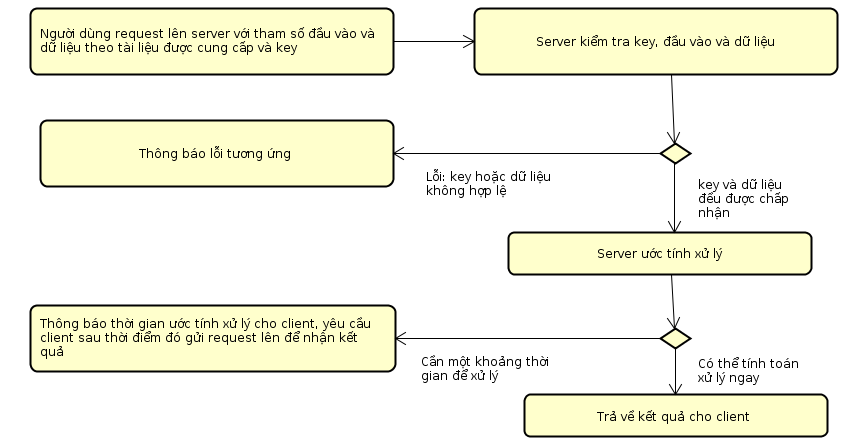 Người dùng request lên server với tham số đầu vào và
dữ liệu theo tài liệu được cung cấp và key
Server kiểm tra key, đầu vào và dữ liệu
Thông báo lỗi tương ứng
Lỗi: key hoặc dữ liệu
không hợp lệ
key và dữ liệu
đều được chấp
nhận
Server ước tính xử lý
Thông báo thời gian ước tính xử lý cho client, yêu cầu
client sau thời điểm đó gửi request lên để nhận kết
quả
Cần một khoảng thời
gian để xử lý
Có thể tính toán
xử lý ngay
Trả về kết quả cho client